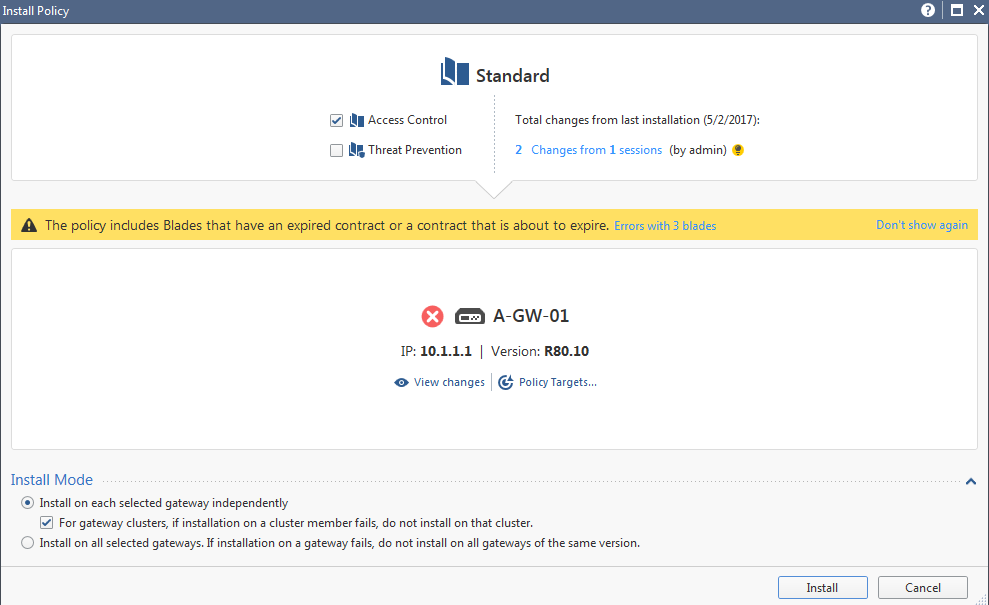 Install Policy
Standard
Access Control
Threat Prevention
Total changes from last installation (5/2/2017):
2 Changes from 1 sessions (by admin)
The policy includes Blades that have an expired contract or a contract that is about to expire. Errors with 3 blades Don't show again
A-GW-01
IP: 10.1.1.1 | Version: R80.10
View changes Policy Targets...
Install Mode
Install on each selected gateway independently
For gateway clusters, if installation on a cluster member fails, do not install on that cluster.
Install on all selected gateways. If installation on a gateway fails, do not install on all gateways of the same version.
Install Cancel